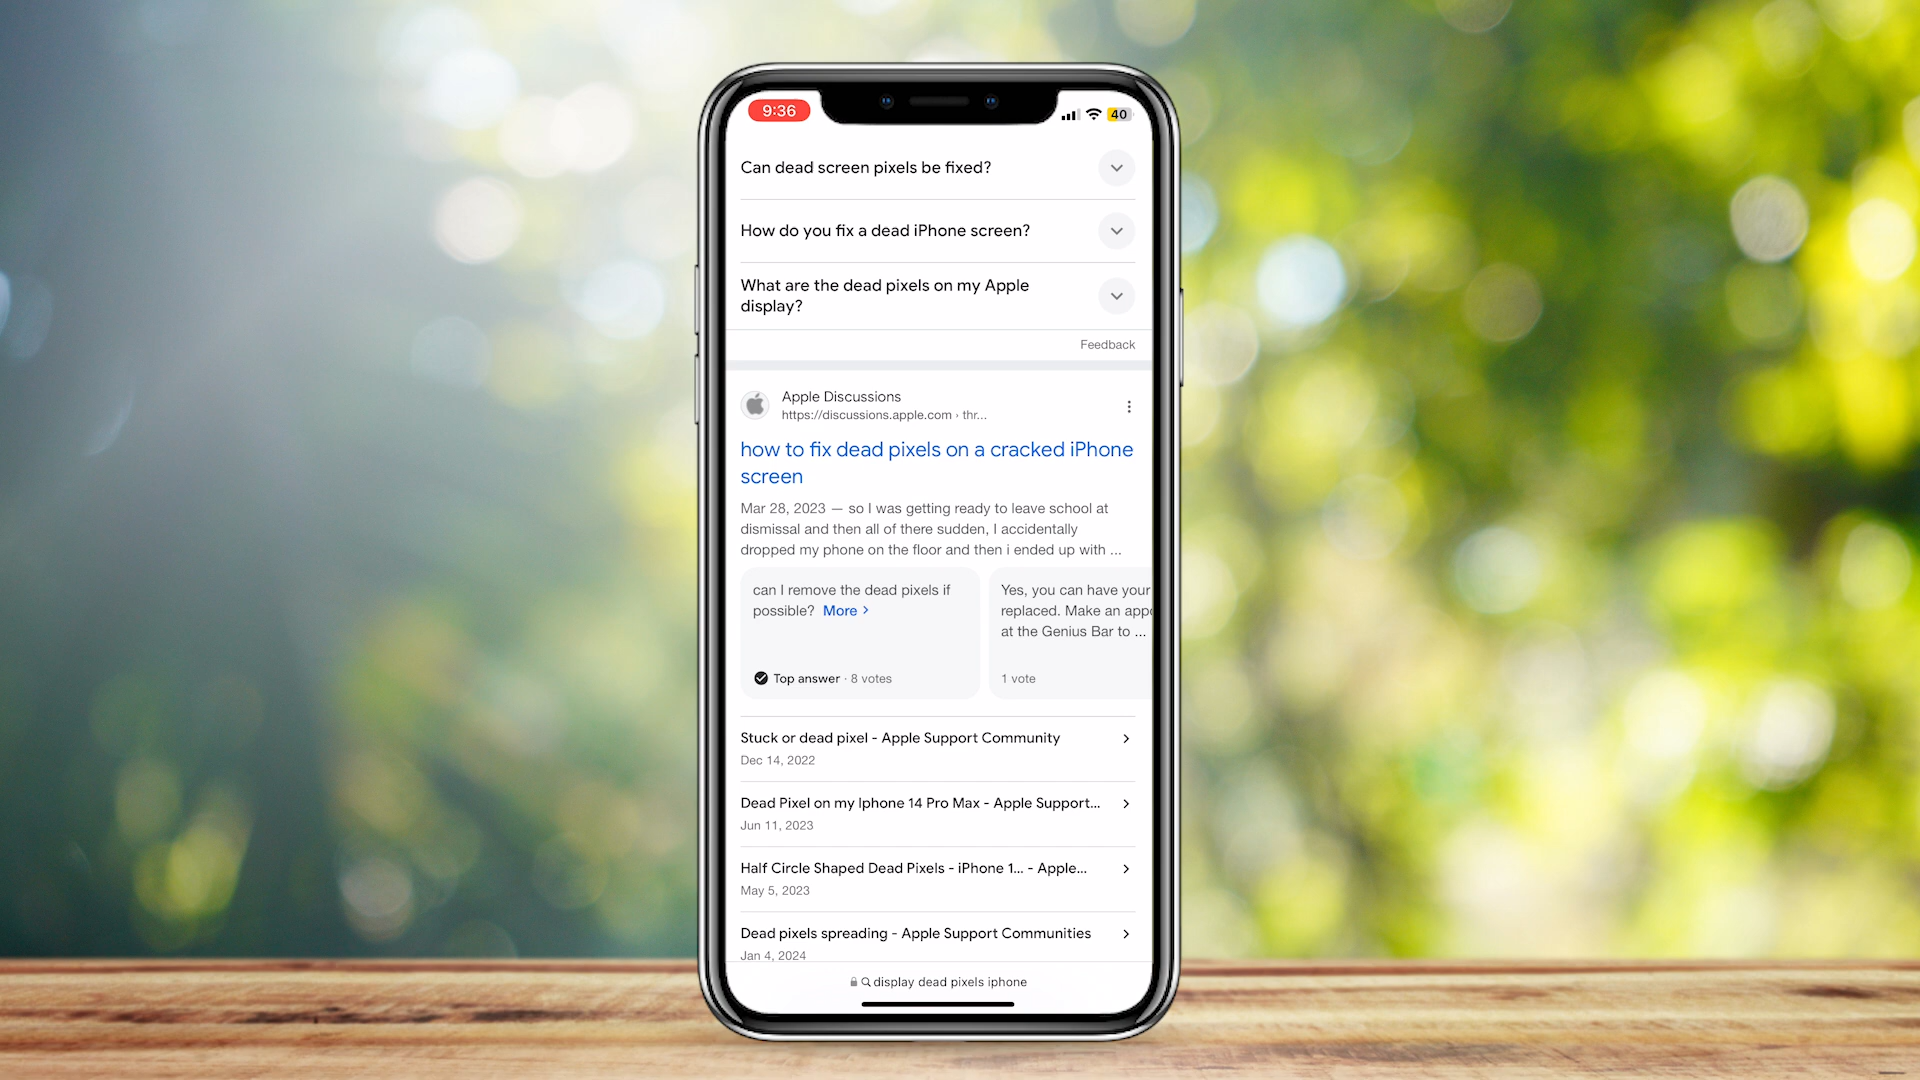 9:36
40
Can dead screen pixels be fixed?
How do you fix a dead iPhone screen?
What are the dead pixels on my Apple
display?
Feedback
Apple Discussions
https://discussions.apple.com › thr...
how to fix dead pixels on a cracked iPhone
screen
Mar 28, 2023 — so I was getting ready to leave school at
dismissal and then all of there sudden, I accidentally
dropped my phone on the floor and then i ended up with ...
can I remove the dead pixels if
possible? More
Top answer · 8 votes
Yes, you can have your
replaced. Make an
at the Genius Bar to ...
1 vote
Stuck or dead pixel - Apple Support Community
Dec 14, 2022
Dead Pixel on my Iphone 14 Pro Max - Apple Support...
Jun 11, 2023
Half Circle Shaped Dead Pixels - iPhone 1... - Apple...
May 5, 2023
Dead pixels spreading - Apple Support Communities
Jan 4, 2024
display dead pixels iphone